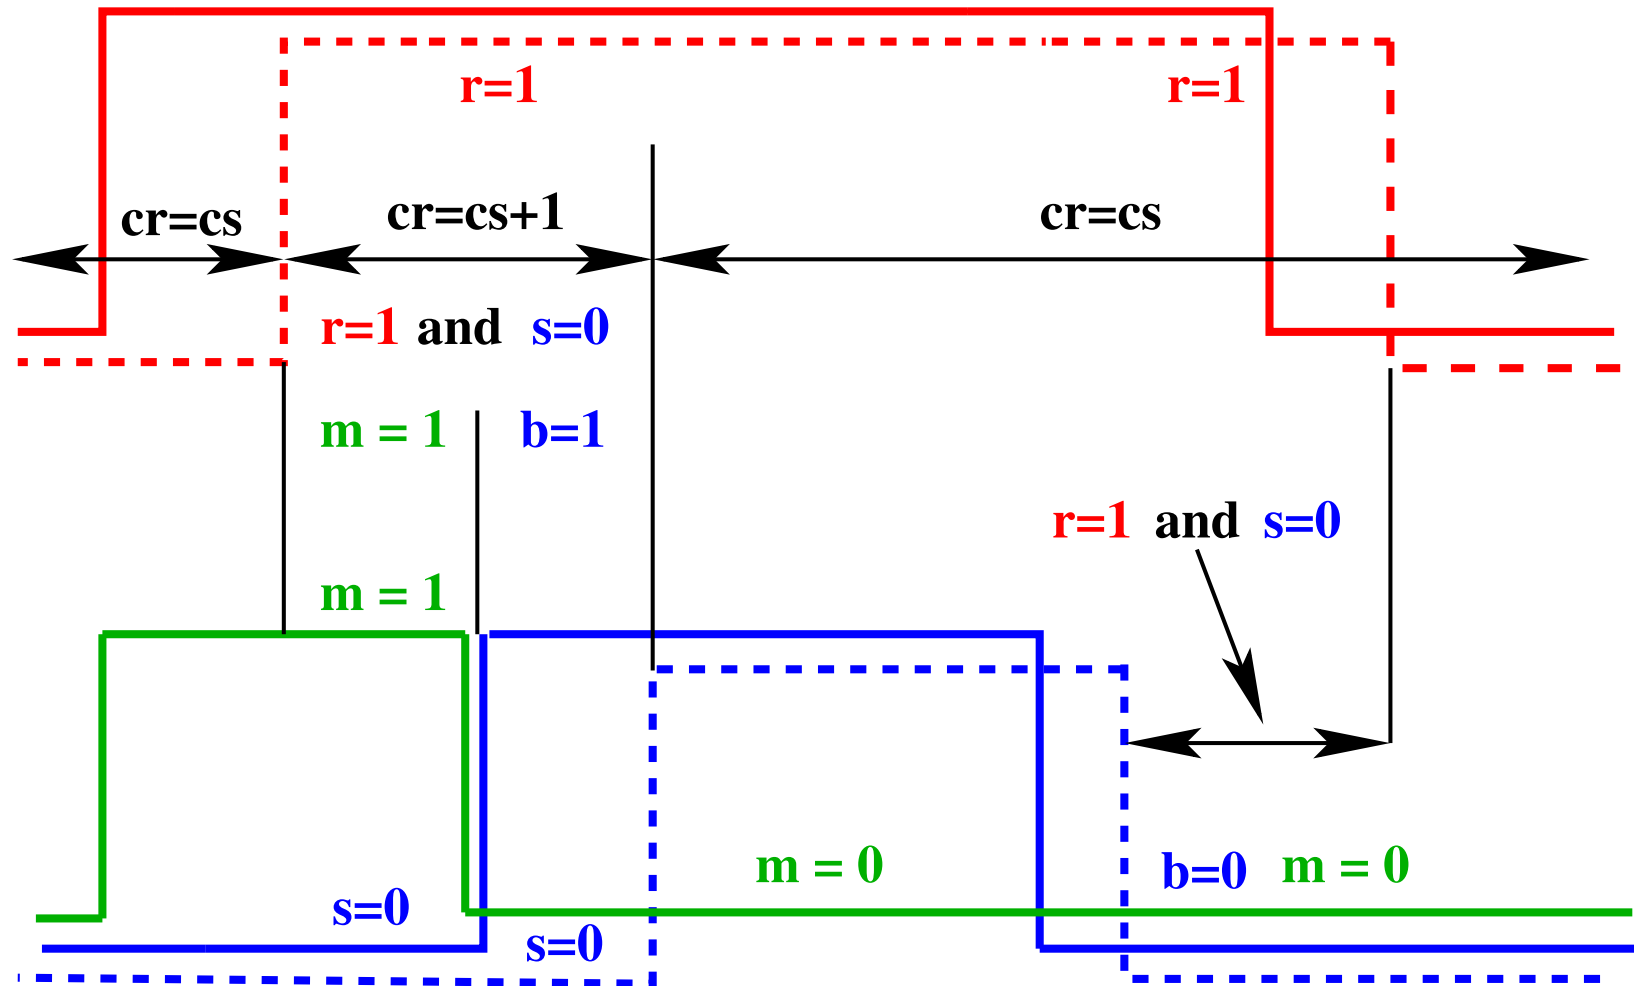 r=1 r=1
cr=cs cr=cs+1 cr=cs
r=1 and s=0
m = 1 b=1
r=1 and s=0
m = 1
m = 0 b=0 m = 0
s=0 s=0